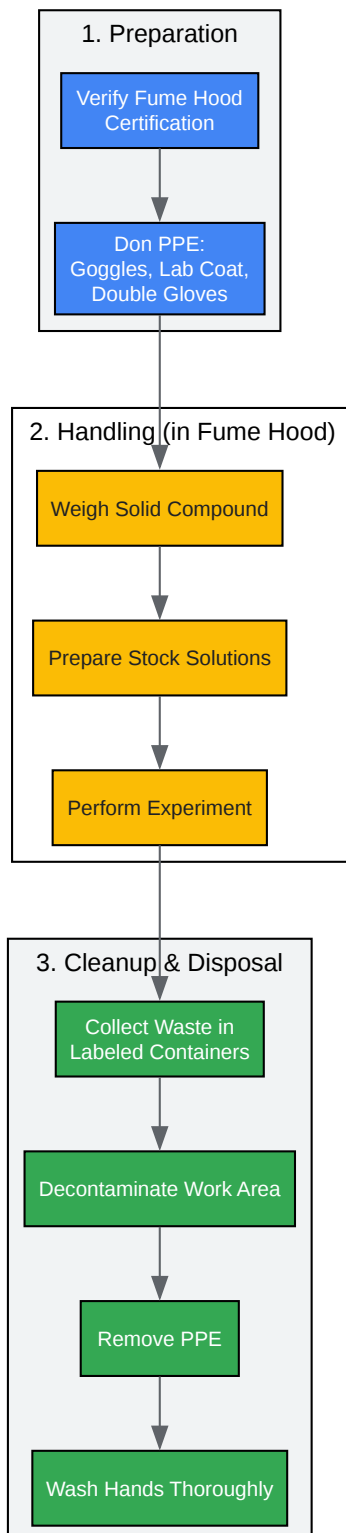 1. Preparation
Verify Fume Hood
Certification
Don PPE:
Goggles, Lab Coat,
Double Gloves
2. Handling (in Fume Hood)
Weigh Solid Compound
Prepare Stock Solutions
Perform Experiment
3. Cleanup & Disposal
Collect Waste in
Labeled Containers
Decontaminate Work Area
Remove PPE
Wash Hands Thoroughly